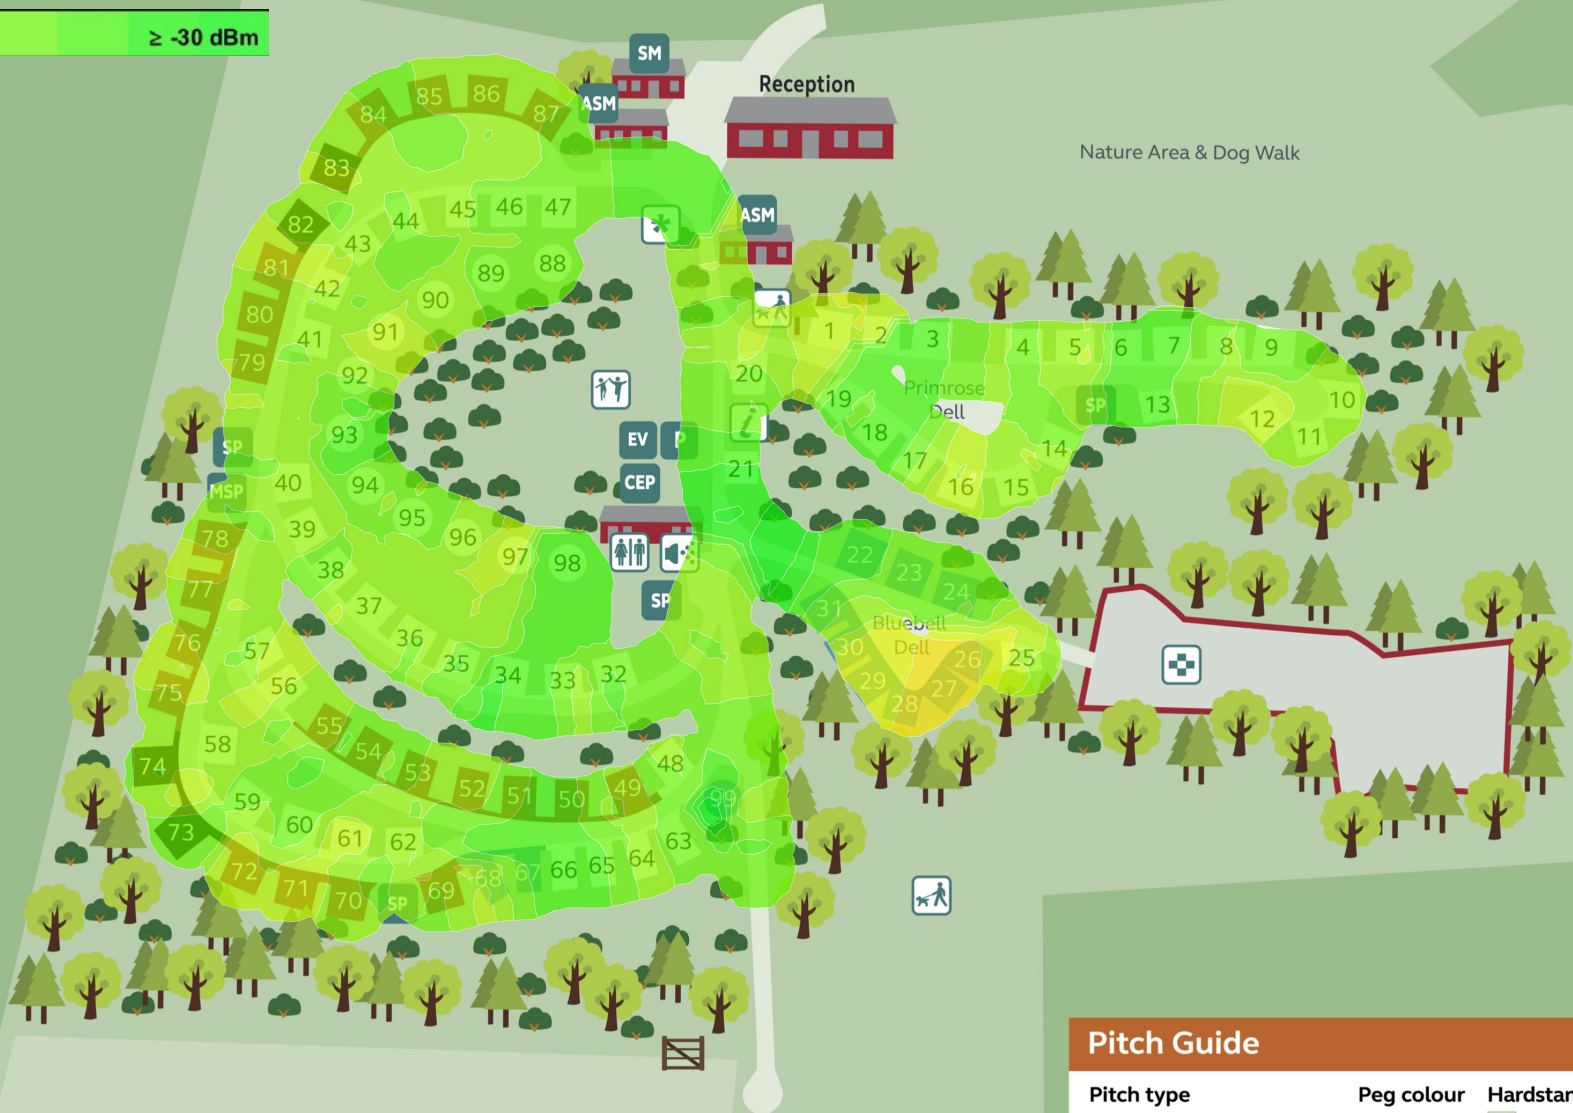 ≥ -30 dBm
SM
Reception
ASM
85 86
84 87
Nature Area & Dog Walk
83
82 44 45 46 47
ASM
43
81 89 88
42 90
80
41 91
1 2 3 4 5 6 7 8 9
79 92
20
Primrose
Dell
19 SP 13 10
12
93 EV P 18 11
SP
14
21 17
40 94 CEP
MSP 16 15
95
39 96
78
97 98
22
38 23
77 24
37 SP 31
36 Bluebell
Dell
76 57 30
35 26 25
34 33 32
56 29 27
75 28
55
58 54
74 53 48
52 51 50 49
59 99
73 60 61 62 63
64
72 66 65
71 70 SP 69 68 67
Pitch Guide
Pitch type Peg colour Hardstan